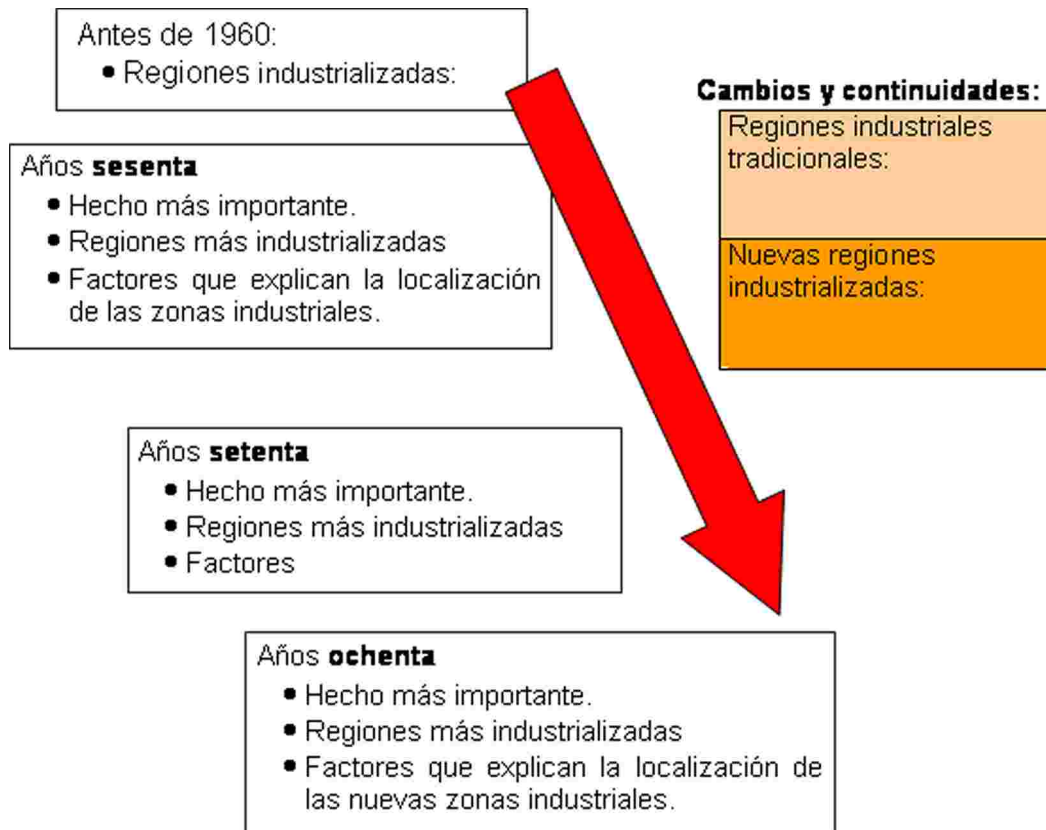 Antes de 1960:
• Regiones industrializadas:
Cambios y continuidades:
Regiones industriales
tradicionales:
Nuevas regiones
industrializadas:
Años sesenta
• Hecho más importante.
• Regiones más industrializadas
• Factores que explican la localización
de las zonas industriales.
Años setenta
• Hecho más importante.
• Regiones más industrializadas
• Factores
Años ochenta
• Hecho más importante.
• Regiones más industrializadas
• Factores que explican la localización de
las nuevas zonas industriales.